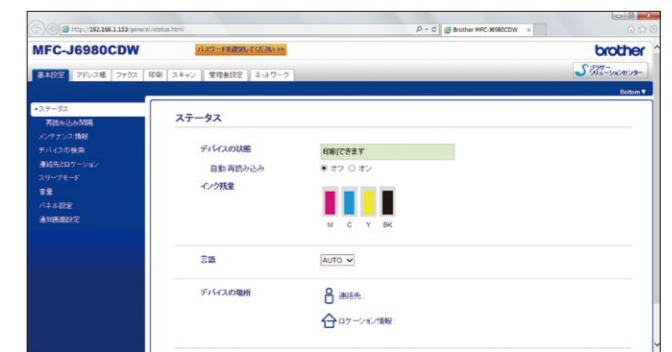 http://192.168.1.153/general/status.html
Brother MFC-J6980CDW
MFC-J6980CDW
パスワードを設定してください>>
brother
基本設定
アドレス帳
ファクス
印刷
スキャン
管理者設定
ネットワーク
ソリューションセンター
Bottom▼
•ステータス
再読み込み間隔
メンテナンス情報
デバイスの検索
連絡先とロケーション
スリープモード
音量
パネル設定
通知画面設定
ステータス
デバイスの状態
印刷できます
自動再読み込み
オフ
オン
インク残量
M C Y BK
言語
AUTO
デバイスの場所
連絡先:
ロケーション情報: